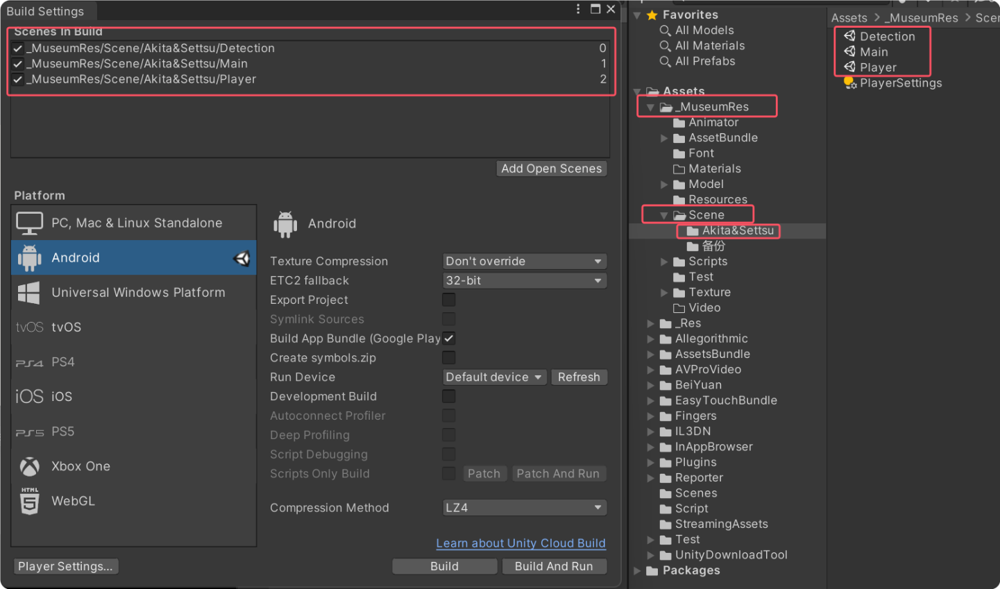 Build Settings
Scenes In Build
_MuseumRes/Scene/Akita&Settsu/Detection 0
_MuseumRes/Scene/Akita&Settsu/Main 1
_MuseumRes/Scene/Akita&Settsu/Player 2
Add Open Scenes
Platform
PC, Mac & Linux Standalone
Android
Universal Windows Platform
tvOS tvOS
PS4 PS4
iOS iOS
PS5 PS5
Xbox One
HTML
5 WebGL
Player Settings...
Android
Texture Compression Don't override
ETC2 fallback 32-bit
Export Project
Symlink Sources
Build App Bundle (Google Play
Create symbols.zip
Run Device Default device Refresh
Development Build
Autoconnect Profiler
Deep Profiling
Script Debugging
Scripts Only Build Patch Patch And Run
Compression Method LZ4
Learn about Unity Cloud Build
Build Build And Run
Favorites
All Models
All Materials
All Prefabs
Assets
_MuseumRes
Animator
AssetBundle
Font
Materials
Model
Resources
Scene
Akita&Settsu
备份
Scripts
Test
Texture
Video
_Res
Allegorithmic
AssetsBundle
AVProVideo
BeiYuan
EasyTouchBundle
Fingers
IL3DN
InAppBrowser
Plugins
Reporter
Scenes
Script
StreamingAssets
Test
UnityDownloadTool
Packages
Assets > _MuseumRes > Scen
Detection
Main
Player
PlayerSettings